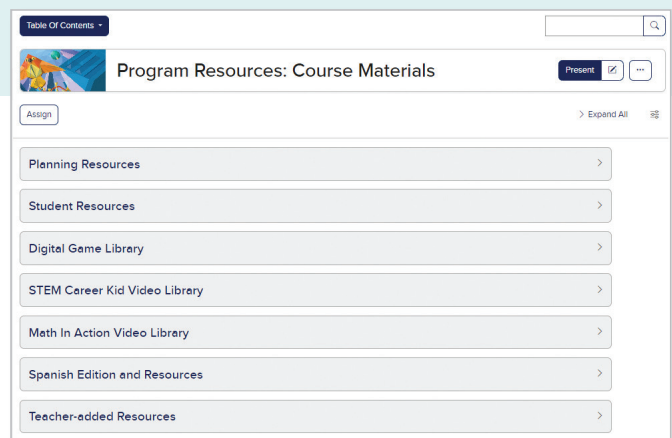 Table Of Contents
Program Resources: Course Materials
Present
Assign
Expand All
Planning Resources
Student Resources
Digital Game Library
STEM Career Kid Video Library
Math In Action Video Library
Spanish Edition and Resources
Teacher-added Resources